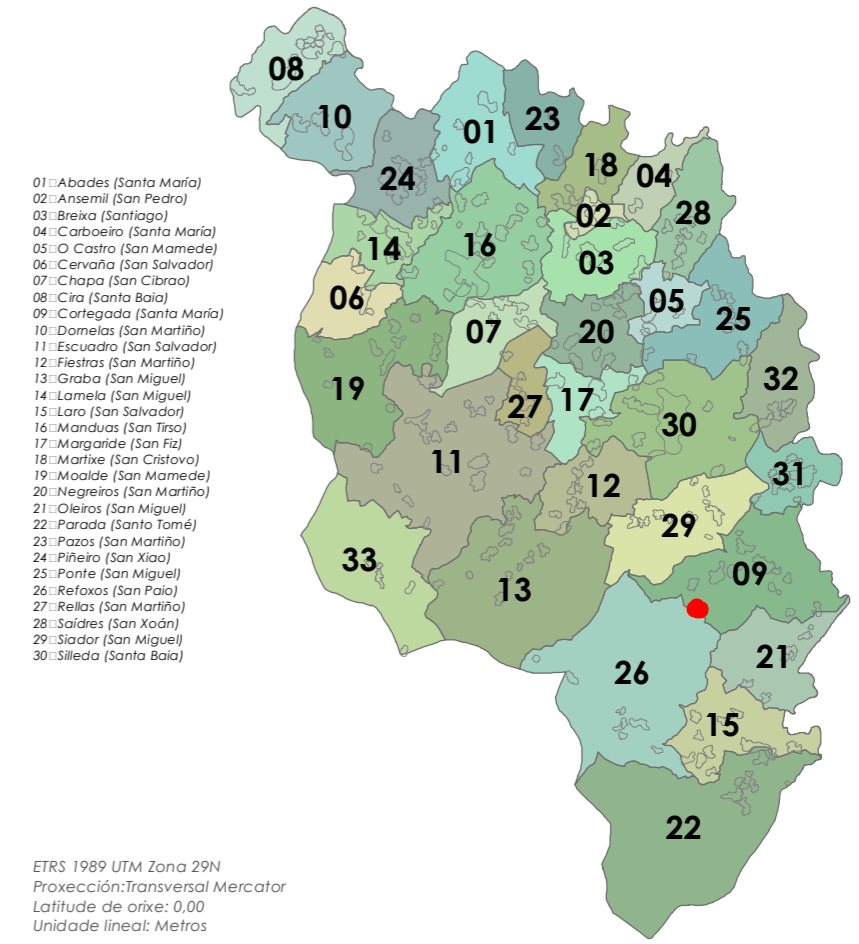 08
10
01
23
18
04
24
02
28
14
16
03
06
05
07
20
25
19
32
27
17
30
11
12
31
29
33
13
09
26
21
15
22
01□Abades (Santa María)
02□Ansemil (San Pedro)
03□Breixa (Santiago)
04□Carboeiro (Santa María)
05□O Castro (San Mamede)
06□Cervaña (San Salvador)
07□Chapa (San Cibrao)
08□Cira (Santa Baia)
09□Cortegada (Santa María)
10□Dornelas (San Martiño)
11□Escuadro (San Salvador)
12□Fiestras (San Martiño)
13□Graba (San Miguel)
14□Lamela (San Miguel)
15□Laro (San Salvador)
16□Manduas (San Tirso)
17□Margaride (San Fiz)
18□Martixe (San Cristovo)
19□Moalde (San Mamede)
20□Negreiros (San Martiño)
21□Oleiros (San Miguel)
22□Parada (Santo Tomé)
23□Pazos (San Martiño)
24□Piñeiro (San Xiao)
25□Ponte (San Miguel)
26□Refoxos (San Paio)
27□Rellas (San Martiño)
28□Saídres (San Xoán)
29□Siador (San Miguel)
30□Silleda (Santa Baia)
ETRS 1989 UTM Zona 29N
Proxección:Transversal Mercator
Latitude de orixe: 0,00
Unidade lineal: Metros